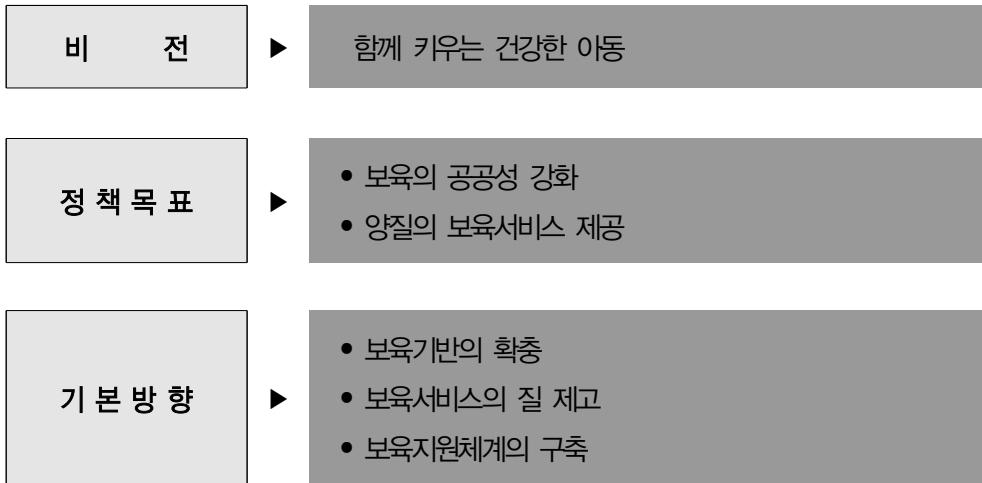 비 전 ▶ 함께 키우는 건강한 아동
정 책 목 표 ▶
• 보육의 공공성 강화
• 양질의 보육서비스 제공
기 본 방 향 ▶
• 보육기반의 확충
• 보육서비스의 질 제고
• 보육지원체계의 구축